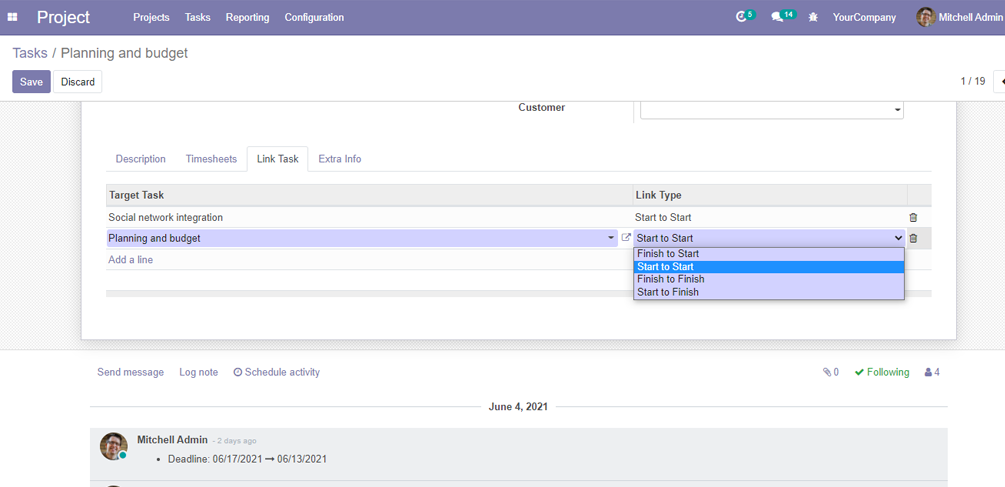 Project Projects Tasks Reporting Configuration 5 14 YourCompany Mitchell Admin
Tasks / Planning and budget
Save Discard 1 / 19
Customer
Description Timesheets Link Task Extra Info
Target Task Link Type
Social network integration Start to Start
Planning and budget Start to Start
Finish to Start
Add a line
Start to Start
Finish to Finish
Start to Finish
Send message Log note Schedule activity 0 Following 4
June 4, 2021
Mitchell Admin - 2 days ago
• Deadline: 06/17/2021 → 06/13/2021